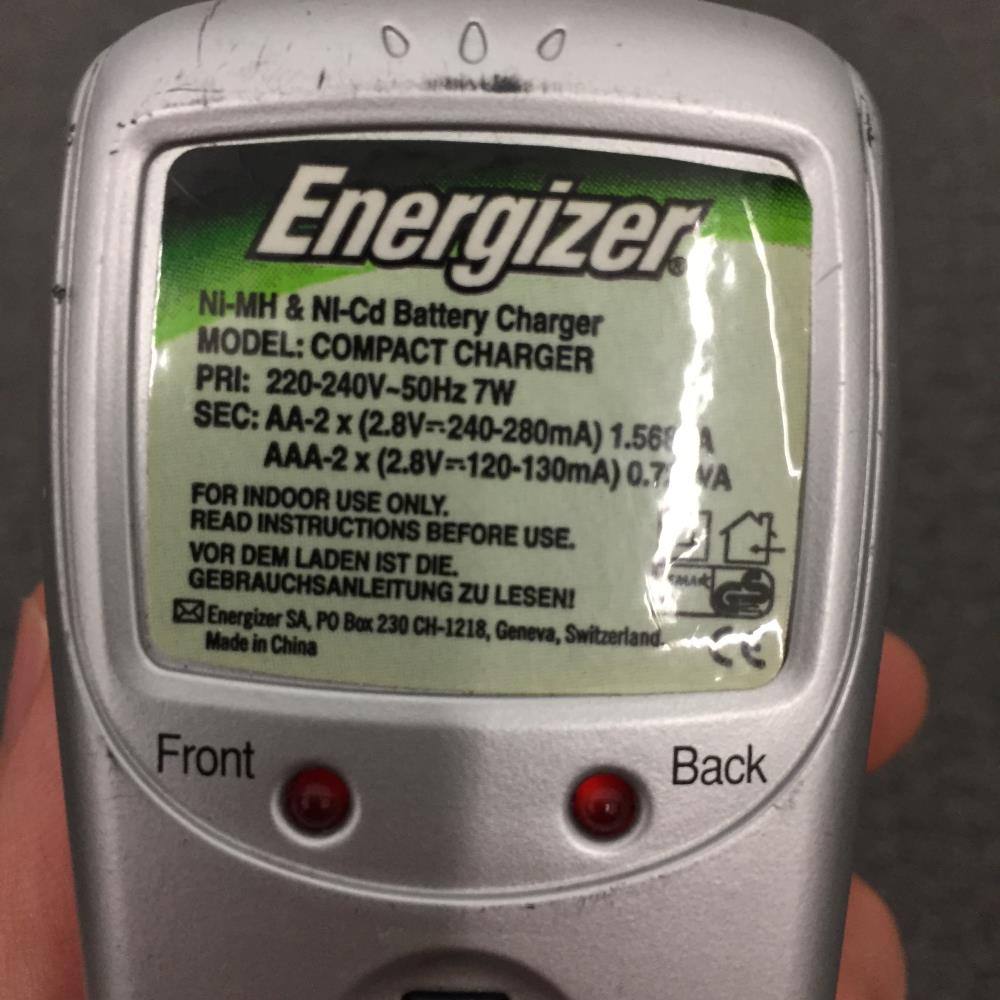 Energizer®
Ni-MH & NI-Cd Battery Charger
MODEL: COMPACT CHARGER
PRI: 220-240V~50Hz 7W
SEC: AA-2 x (2.8V⎓240-280mA)
AAA-2 x (2.8V⎓120-130mA)
FOR INDOOR USE ONLY.
READ INSTRUCTIONS BEFORE USE.
VOR DEM LADEN IST DIE.
GEBRAUCHSANLEITUNG ZU LESEN!
Energizer SA, PO Box 230 CH-1218, Geneva, Switzerland.
Made in China
CE
Front
Back